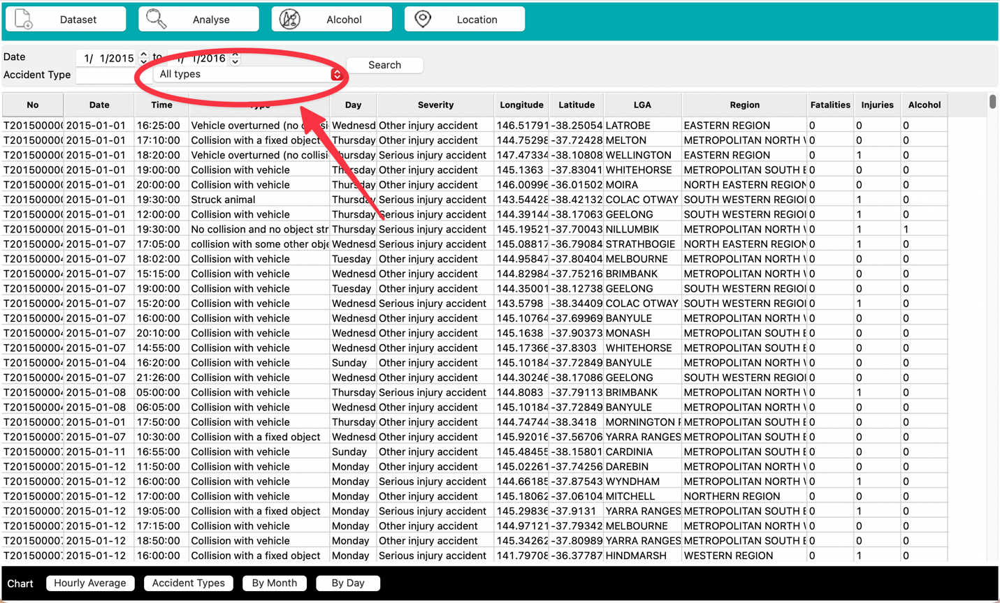 Dataset Analyse Alcohol Location
Date 1/ 1/2015 to 1/ 1/2016
Search
Accident Type All types
No Date Time Type Day Severity Longitude Latitude LGA Region Fatalities Injuries Alcohol
T20150000 2015-01-01 16:25:00 Vehicle overturned (no collisi Wednesd Other injury accident 146.51791 -38.25054 LATROBE EASTERN REGION 0 0 0
T20150000 2015-01-01 17:10:00 Collision with a fixed object Thursday Other injury accident 144.75298 -37.72428 MELTON METROPOLITAN NORTH 0 0 0
T20150000 2015-01-01 18:20:00 Vehicle overturned (no collisi Thursday Serious injury accident 147.47334 -38.10808 WELLINGTON EASTERN REGION 0 1 0
T20150000 2015-01-01 19:00:00 Collision with vehicle Thursday Other injury accident 145.1363 -37.83041 WHITEHORSE METROPOLITAN SOUTH E 0 0 0
T20150000 2015-01-01 20:00:00 Collision with vehicle Thursday Other injury accident 146.00996 -36.01502 MOIRA NORTH EASTERN REGION 0 0 0
T20150000 2015-01-01 19:30:00 Struck animal Thursday Serious injury accident 143.54428 -38.42132 COLAC OTWAY SOUTH WESTERN REGION 0 1 0
T20150000 2015-01-01 12:00:00 Collision with vehicle Thursday Serious injury accident 144.39144 -38.17063 GEELONG SOUTH WESTERN REGION 0 1 0
T20150000 2015-01-01 19:30:00 No collision and no object str Thursday Serious injury accident 145.19521 -37.70043 NILLUMBIK METROPOLITAN NORTH 0 1 1
T201500004 2015-01-07 17:05:00 collision with some other obje Wednesd Serious injury accident 145.08817 -36.79084 STRATHBOGIE NORTH EASTERN REGION 0 1 0
T201500004 2015-01-07 18:02:00 Collision with vehicle Tuesday Other injury accident 144.95847 -37.80404 MELBOURNE METROPOLITAN NORTH 0 0 0
T201500004 2015-01-07 15:15:00 Collision with vehicle Wednesd Other injury accident 144.82984 -37.75216 BRIMBANK METROPOLITAN NORTH 0 0 0
T201500004 2015-01-07 19:00:00 Collision with vehicle Tuesday Other injury accident 144.35001 -38.12738 GEELONG SOUTH WESTERN REGION 0 0 0
T201500004 2015-01-07 15:20:00 Collision with vehicle Wednesd Serious injury accident 143.5798 -38.34409 COLAC OTWAY SOUTH WESTERN REGION 0 1 0
T201500004 2015-01-07 16:00:00 Collision with vehicle Wednesd Other injury accident 145.10764 -37.69969 BANYULE METROPOLITAN NORTH 0 0 0
T201500004 2015-01-07 20:10:00 Collision with vehicle Wednesd Other injury accident 145.1638 -37.90373 MONASH METROPOLITAN SOUTH E 0 0 0
T201500004 2015-01-07 14:55:00 Collision with vehicle Wednesd Other injury accident 145.17366 -37.8303 WHITEHORSE METROPOLITAN SOUTH E 0 0 0
T201500004 2015-01-04 16:20:00 Collision with vehicle Sunday Other injury accident 145.10184 -37.72849 BANYULE METROPOLITAN NORTH 0 0 0
T201500004 2015-01-07 21:26:00 Collision with vehicle Wednesd Other injury accident 144.30246 -38.17086 GEELONG SOUTH WESTERN REGION 0 0 0
T201500004 2015-01-08 05:00:00 Collision with vehicle Thursday Serious injury accident 144.8083 -37.79113 BRIMBANK METROPOLITAN NORTH 0 1 0
T201500004 2015-01-08 06:05:00 Collision with vehicle Wednesd Other injury accident 145.10184 -37.72849 BANYULE METROPOLITAN NORTH 0 0 0
T201500007 2015-01-01 17:50:00 Collision with vehicle Thursday Other injury accident 144.74744 -38.3418 MORNINGTON METROPOLITAN SOUTH E 0 0 0
T201500007 2015-01-07 10:30:00 Collision with a fixed object Wednesd Other injury accident 145.92016 -37.56706 YARRA RANGES METROPOLITAN SOUTH E 0 0 0
T201500007 2015-01-11 16:55:00 Collision with vehicle Sunday Other injury accident 145.48455 -38.15801 CARDINIA METROPOLITAN SOUTH E 0 0 0
T201500007 2015-01-12 11:50:00 Collision with vehicle Monday Other injury accident 145.02261 -37.74256 DAREBIN METROPOLITAN NORTH 0 0 0
T201500007 2015-01-12 16:00:00 Collision with vehicle Monday Serious injury accident 144.66185 -37.87543 WYNDHAM METROPOLITAN NORTH 0 1 0
T201500007 2015-01-12 17:00:00 Collision with vehicle Monday Other injury accident 145.18062 -37.06104 MITCHELL NORTHERN REGION 0 0 0
T201500007 2015-01-12 19:05:00 Collision with a fixed object Monday Serious injury accident 145.29836 -37.9131 YARRA RANGES METROPOLITAN SOUTH E 0 1 0
T201500007 2015-01-12 17:15:00 Collision with vehicle Monday Other injury accident 144.97121 -37.79342 MELBOURNE METROPOLITAN NORTH 0 0 0
T201500007 2015-01-12 18:50:00 Collision with vehicle Monday Other injury accident 145.34262 -37.80989 YARRA RANGES METROPOLITAN SOUTH E 0 0 0
T201500007 2015-01-12 16:00:00 Collision with a fixed object Monday Serious injury accident 141.79708 -36.37787 HINDMARSH WESTERN REGION 0 1 0
Chart Hourly Average Accident Types By Month By Day